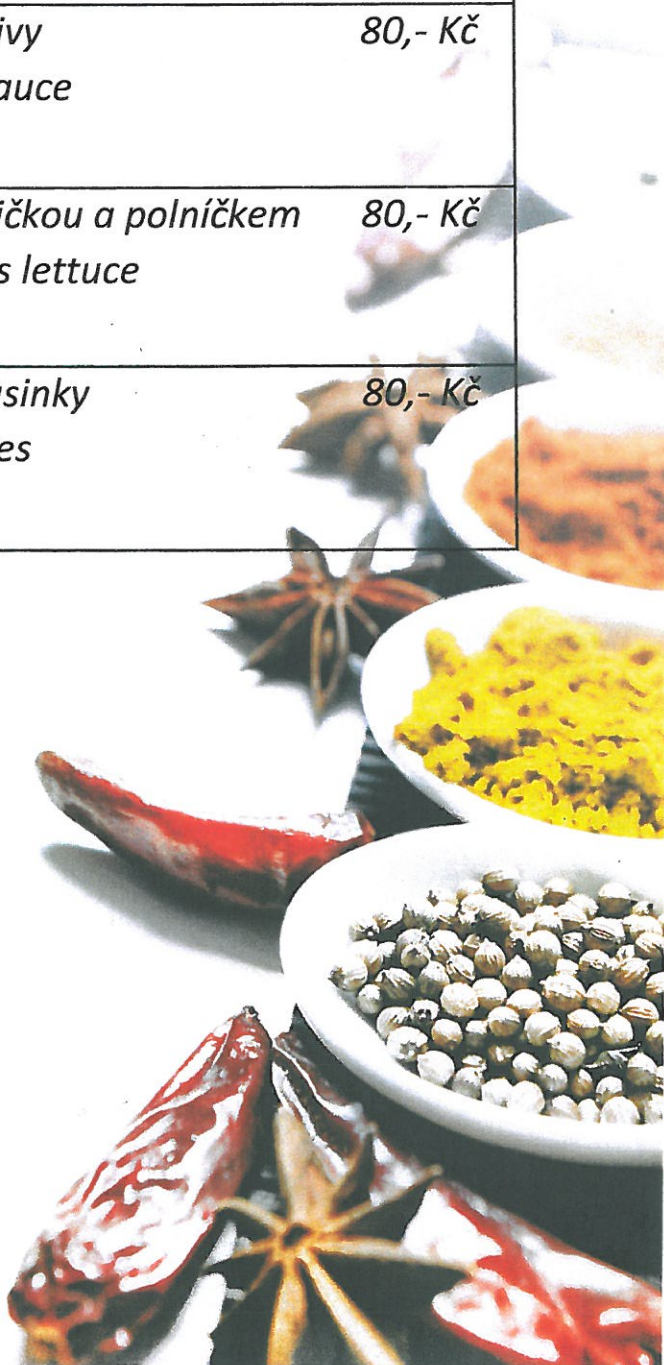 ivy 80,- Kč
auce
ičkou a polníčkem 80,- Kč
s lettuce
sinky 80,- Kč
es